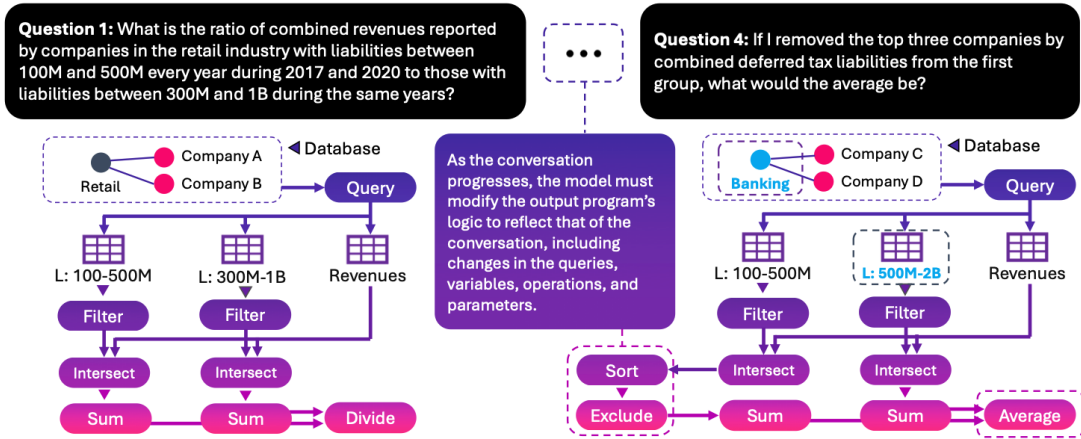 Question 1: What is the ratio of combined revenues reported
by companies in the retail industry with liabilities between
100M and 500M every year during 2017 and 2020 to those with
liabilities between 300M and 1B during the same years?
•••
Question 4: If I removed the top three companies by
combined deferred tax liabilities from the first
group, what would the average be?
Company A
Company B
Retail
Database
Query
L: 100-500M
L: 300M-1B
Revenues
Filter
Filter
Intersect
Intersect
Sum
Sum
Divide
As the conversation
progresses, the model must
modify the output program's
logic to reflect that of the
conversation, including
changes in the queries,
variables, operations, and
parameters.
Company C
Company D
Banking
Database
Query
L: 100-500M
L: 500M-2B
Revenues
Filter
Filter
Sort
Intersect
Intersect
Exclude
Sum
Sum
Average